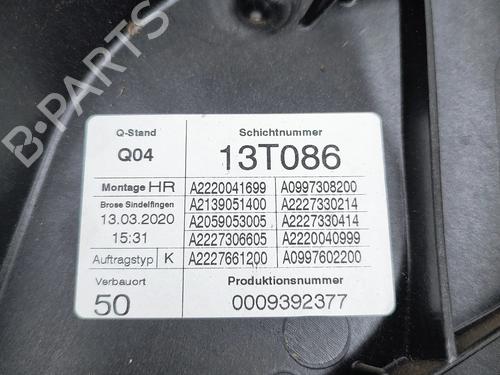 B-PARTS
Q-Stand Schichtnummer
Q04 13T086
Montage HR A2220041699 A0997308200
Brose Sindelfingen A2139051400 A2227330214
13.03.2020 A2059053005 A2227330414
15:31 A2227306605 A2220040999
Auftragstyp K A2227661200 A0997602200
Verbauort Produktionsnummer
50 0009392377